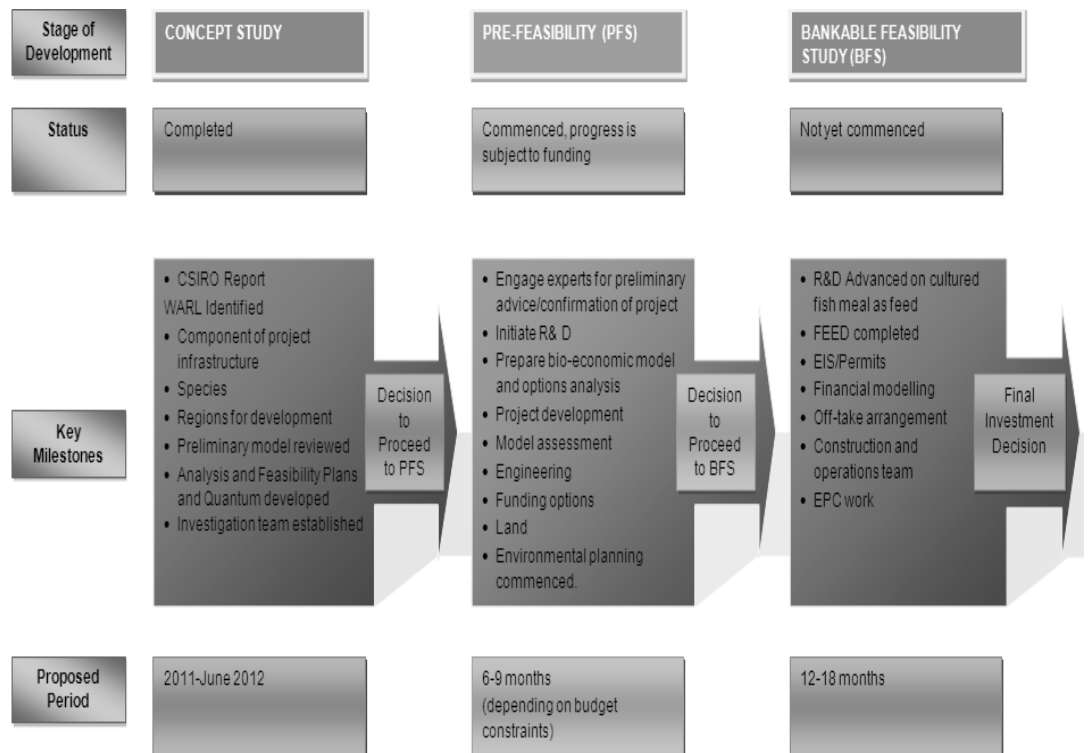 Stage of
Development
CONCEPT STUDY
PRE-FEASIBILITY (PFS)
BANKABLE FEASIBILITY
STUDY (BFS)
Status
Completed
Commenced, progress is
subject to funding
Not yet commenced
Key
Milestones
• CSIRO Report
WARL Identified
• Component of project
infrastructure
• Species
• Regions for development
• Preliminary model reviewed
• Analysis and Feasibility Plans
and Quantum developed
• Investigation team established
Decision
to
Proceed
to PFS
• Engage experts for preliminary
advice/confirmation of project
• Initiate R& D
• Prepare bio-economic model
and options analysis
• Project development
• Model assessment
• Engineering
• Funding options
• Land
• Environmental planning
commenced.
Decision
to
Proceed
to BFS
• R&D Advanced on cultured
fish meal as feed
• FEED completed
• EIS/Permits
• Financial modelling
• Off-take arrangement
• Construction and
operations team
• EPC work
Final
Investment
Decision
Proposed
Period
2011-June 2012
6-9 months
(depending on budget
constraints)
12-18 months